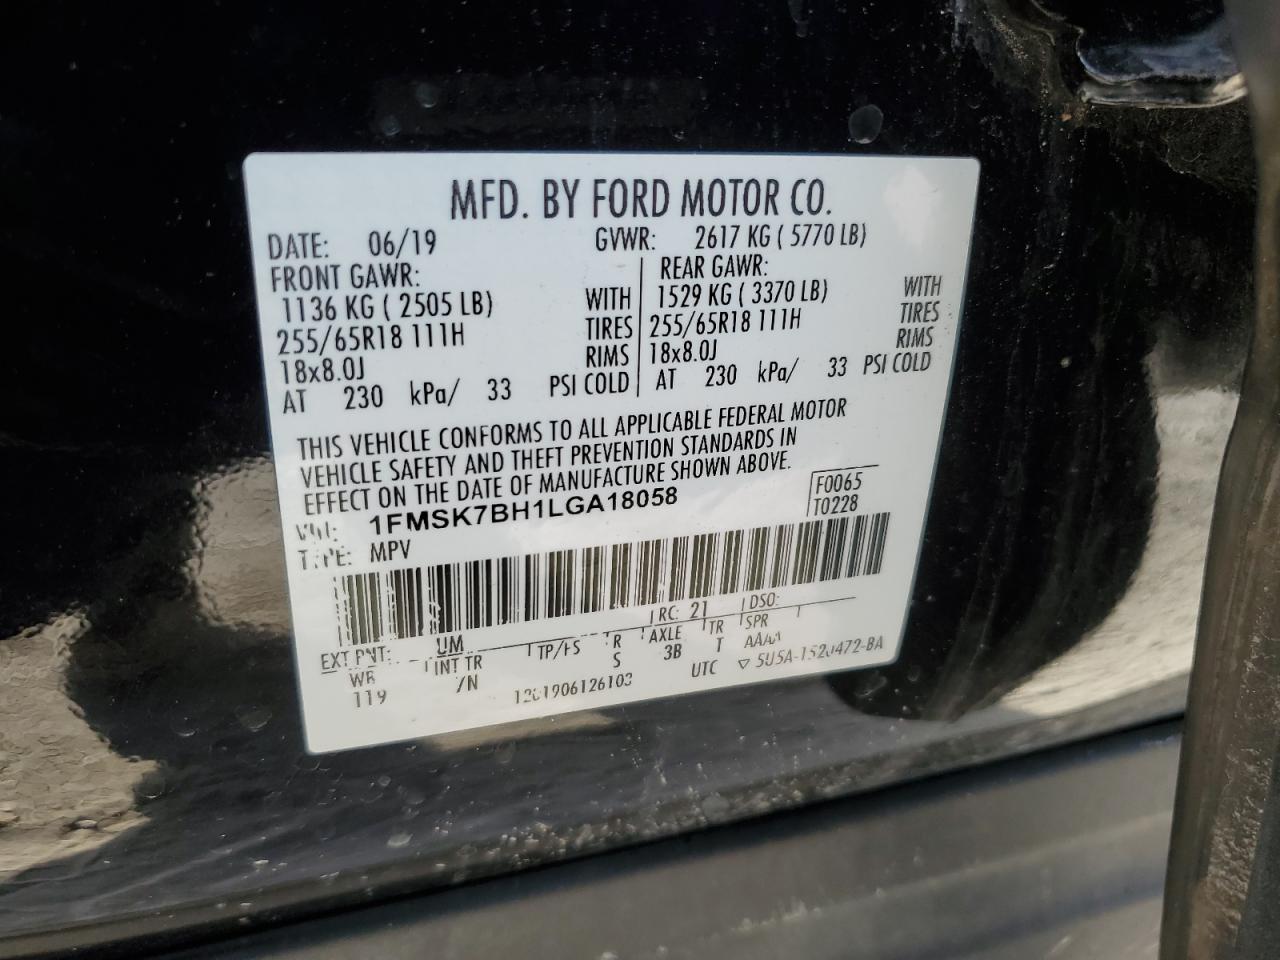 MFD. BY FORD MOTOR CO.
DATE: 06/19 GVWR: 2617 KG ( 5770 LB)
FRONT GAWR: REAR GAWR:
1136 KG ( 2505 LB) WITH 1529 KG ( 3370 LB) WITH
255/65R18 111H TIRES 255/65R18 111H TIRES
18x8.0J RIMS 18x8.0J RIMS
AT 230 kPa/ 33 PSI COLD AT 230 kPa/ 33 PSI COLD
THIS VEHICLE CONFORMS TO ALL APPLICABLE FEDERAL MOTOR
VEHICLE SAFETY AND THEFT PREVENTION STANDARDS IN
EFFECT ON THE DATE OF MANUFACTURE SHOWN ABOVE.
1FMSK7BH1LGA18058 F0065
TYPE: MPV T0228
RC: 21 DSO:
EXT PNT: UM
WB INT TR TP/PS R AXLE TR SPR
119 /N S 3B T AAAA
UTC